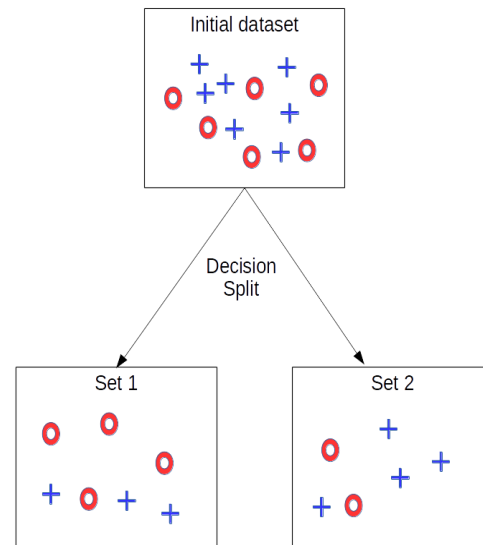 Initial dataset
Decision
Split
Set 1
Set 2